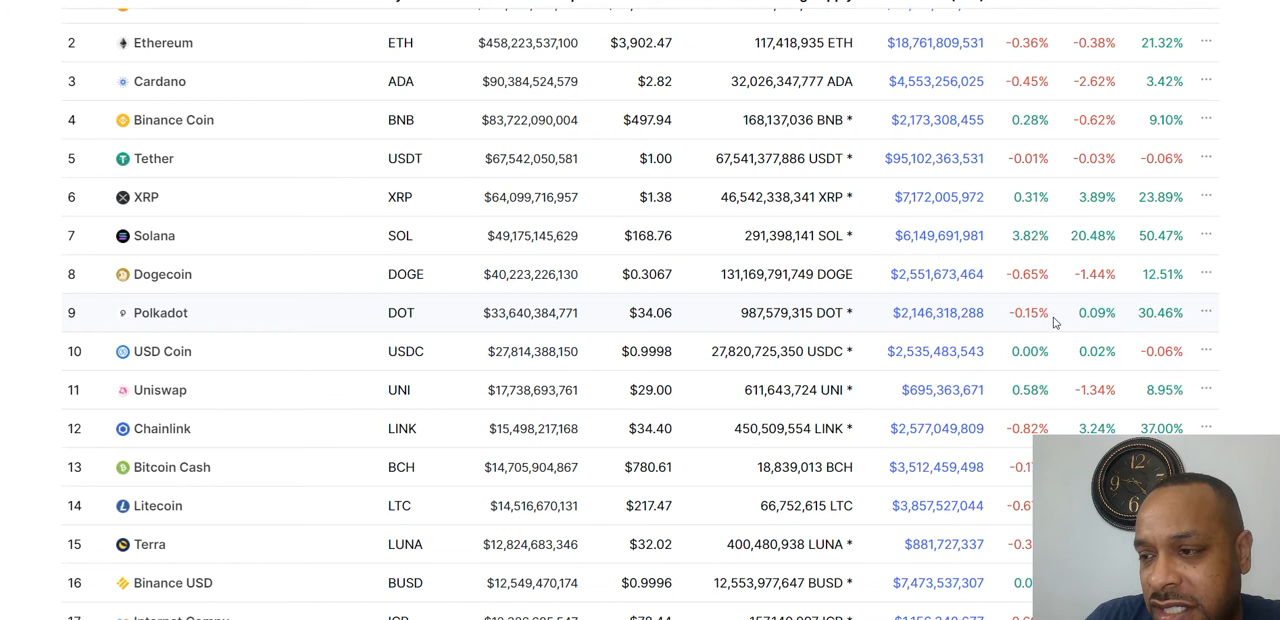 2 Ethereum ETH $458,223,537,100 $3,902.47 117,418,935 ETH $18,761,809,531 -0.36% -0.38% 21.32% ...
3 Cardano ADA $90,384,524,579 $2.82 32,026,347,777 ADA $4,553,256,025 -0.45% -2.62% 3.42% ...
4 Binance Coin BNB $83,722,090,004 $497.94 168,137,036 BNB * $2,173,308,455 0.28% -0.62% 9.10% ...
5 Tether USDT $67,542,050,581 $1.00 67,541,377,886 USDT * $95,102,363,531 -0.01% -0.03% -0.06% ...
6 XRP XRP $64,099,716,957 $1.38 46,542,338,341 XRP * $7,172,005,972 0.31% 3.89% 23.89% ...
7 Solana SOL $49,175,145,629 $168.76 291,398,141 SOL * $6,149,691,981 3.82% 20.48% 50.47% ...
8 Dogecoin DOGE $40,223,226,130 $0.3067 131,169,791,749 DOGE $2,551,673,464 -0.65% -1.44% 12.51% ...
9 Polkadot DOT $33,640,384,771 $34.06 987,579,315 DOT * $2,146,318,288 -0.15% 0.09% 30.46% ...
10 USD Coin USDC $27,814,388,150 $0.9998 27,820,725,350 USDC * $2,535,483,543 0.00% 0.02% -0.06% ...
11 Uniswap UNI $17,738,693,761 $29.00 611,643,724 UNI * $695,363,671 0.58% -1.34% 8.95% ...
12 Chainlink LINK $15,498,217,168 $34.40 450,509,554 LINK * $2,577,049,809 -0.82% 3.24% 37.00% ...
13 Bitcoin Cash BCH $14,705,904,867 $780.61 18,839,013 BCH $3,512,459,498 -0.1
14 Litecoin LTC $14,516,670,131 $217.47 66,752,615 LTC $3,857,527,044 -0.6
15 Terra LUNA $12,824,683,346 $32.02 400,480,938 LUNA * $881,727,337 -0.3
16 Binance USD BUSD $12,549,470,174 $0.9996 12,553,977,647 BUSD * $7,473,537,307 0.0
12
9
6